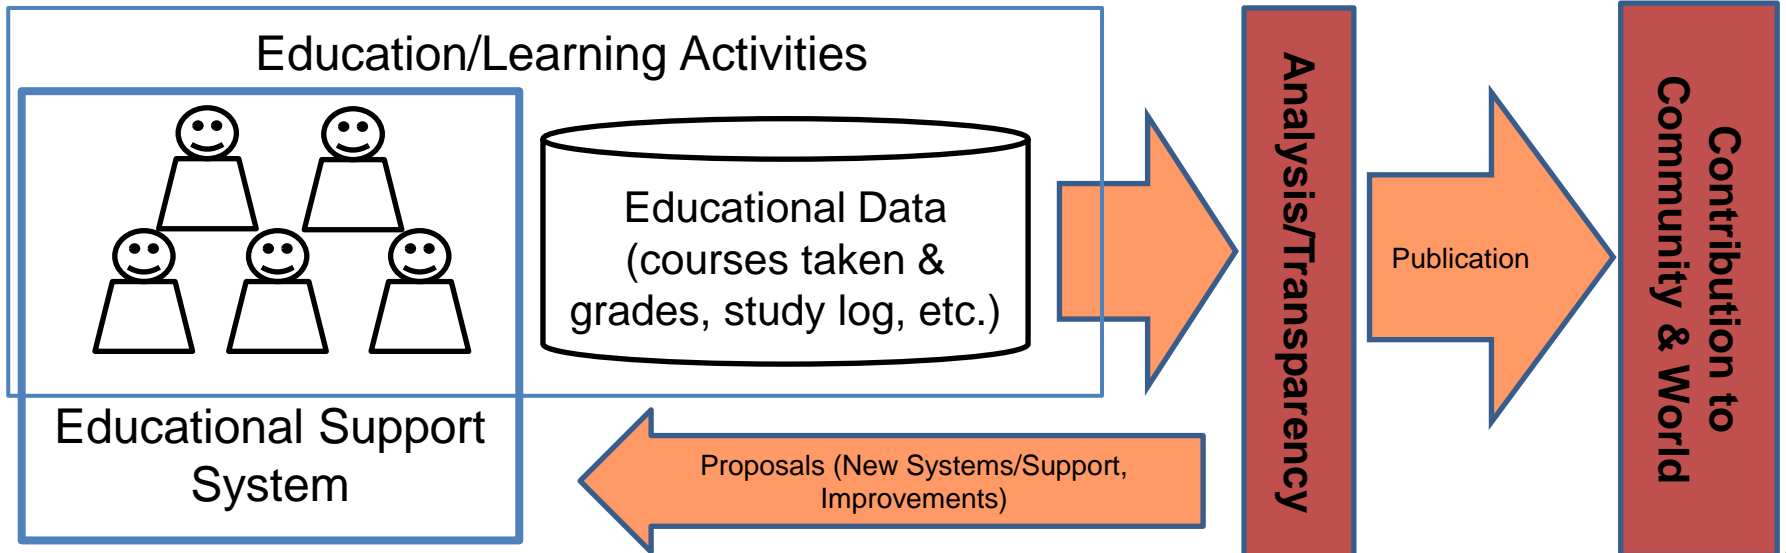 Education/Learning Activities
Educational Data
(courses taken &
grades, study log, etc.)
Educational Support
System
Proposals (New Systems/Support,
Improvements)
Analysis/Transparency
Publication
Contribution to
Community & World